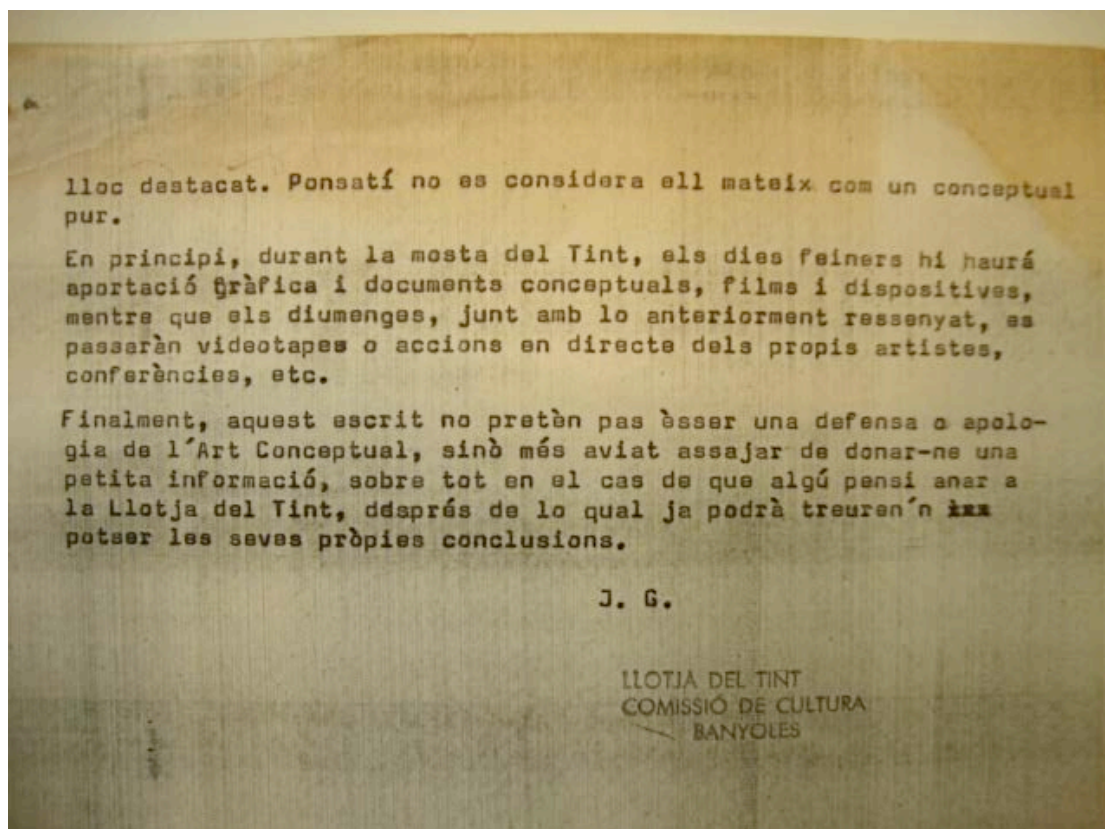 lloc destacat. Ponsatí no es considera ell mateix com un conceptual
pur.
En principi, durant la mosta del Tint, els dies feiners hi haurá
aportació gràfica i documents conceptuals, films i dispositives,
mentre que els diumenges, junt amb lo anteriorment ressenyat, es
passaràn videotapes o accions en directe dels propis artistes,
conferències, etc.
Finalment, aquest escrit no pretèn pas èsser una defensa o apolo-
gia de l´Art Conceptual, sinò més aviat assajar de donar-ne una
petita informació, sobre tot en el cas de que algú pensi anar a
la Llotja del Tint, ddsprés de lo qual ja podrà treuren´n
potser les seves pròpies conclusions.
J. G.
LLOTJA DEL TINT
COMISSIÓ DE CULTURA
BANYOLES